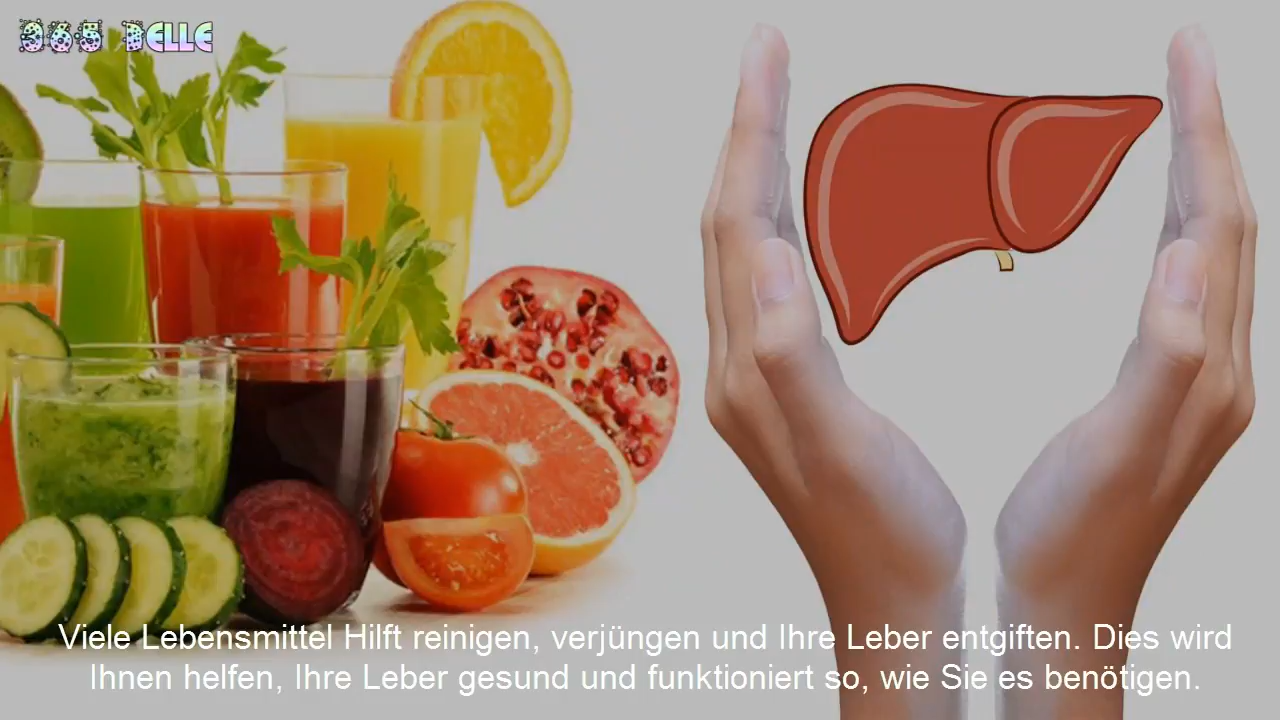 365 BELLE
Viele Lebensmittel Hilft reinigen, verjüngen und Ihre Leber entgiften. Dies wird
Ihnen helfen, Ihre Leber gesund und funktioniert so, wie Sie es benötigen.